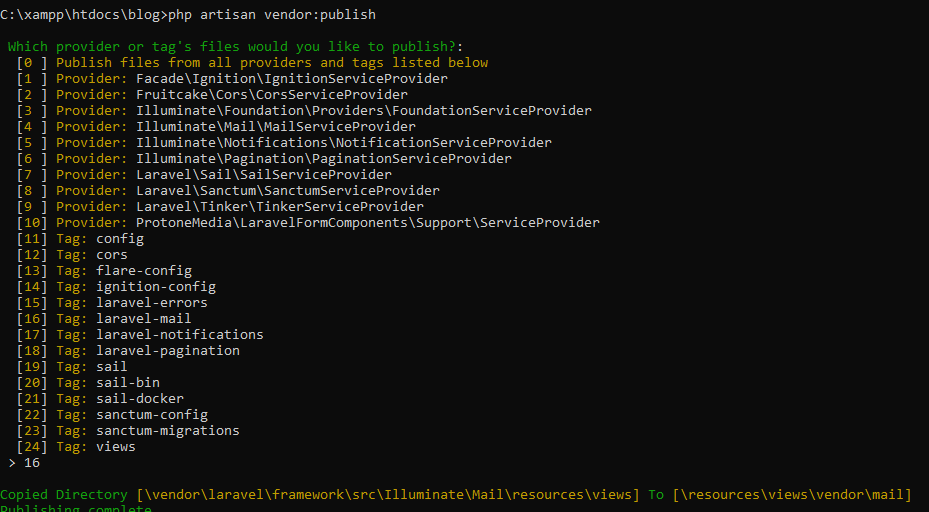 C:\xampp\htdocs\blog>php artisan vendor:publish
Which provider or tag's files would you like to publish?:
[0 ] Publish files from all providers and tags listed below
[1 ] Provider: Facade\Ignition\IgnitionServiceProvider
[2 ] Provider: Fruitcake\Cors\CorsServiceProvider
[3 ] Provider: Illuminate\Foundation\Providers\FoundationServiceProvider
[4 ] Provider: Illuminate\Mail\MailServiceProvider
[5 ] Provider: Illuminate\Notifications\NotificationServiceProvider
[6 ] Provider: Illuminate\Pagination\PaginationServiceProvider
[7 ] Provider: Laravel\Sail\SailServiceProvider
[8 ] Provider: Laravel\Sanctum\SanctumServiceProvider
[9 ] Provider: Laravel\Tinker\TinkerServiceProvider
[10] Provider: ProtoneMedia\LaravelFormComponents\Support\ServiceProvider
[11] Tag: config
[12] Tag: cors
[13] Tag: flare-config
[14] Tag: ignition-config
[15] Tag: laravel-errors
[16] Tag: laravel-mail
[17] Tag: laravel-notifications
[18] Tag: laravel-pagination
[19] Tag: sail
[20] Tag: sail-bin
[21] Tag: sail-docker
[22] Tag: sanctum-config
[23] Tag: sanctum-migrations
[24] Tag: views
> 16
Copied Directory [\vendor\laravel\framework\src\Illuminate\Mail\resources\views] To [\resources\views\vendor\mail]
Publishing complete